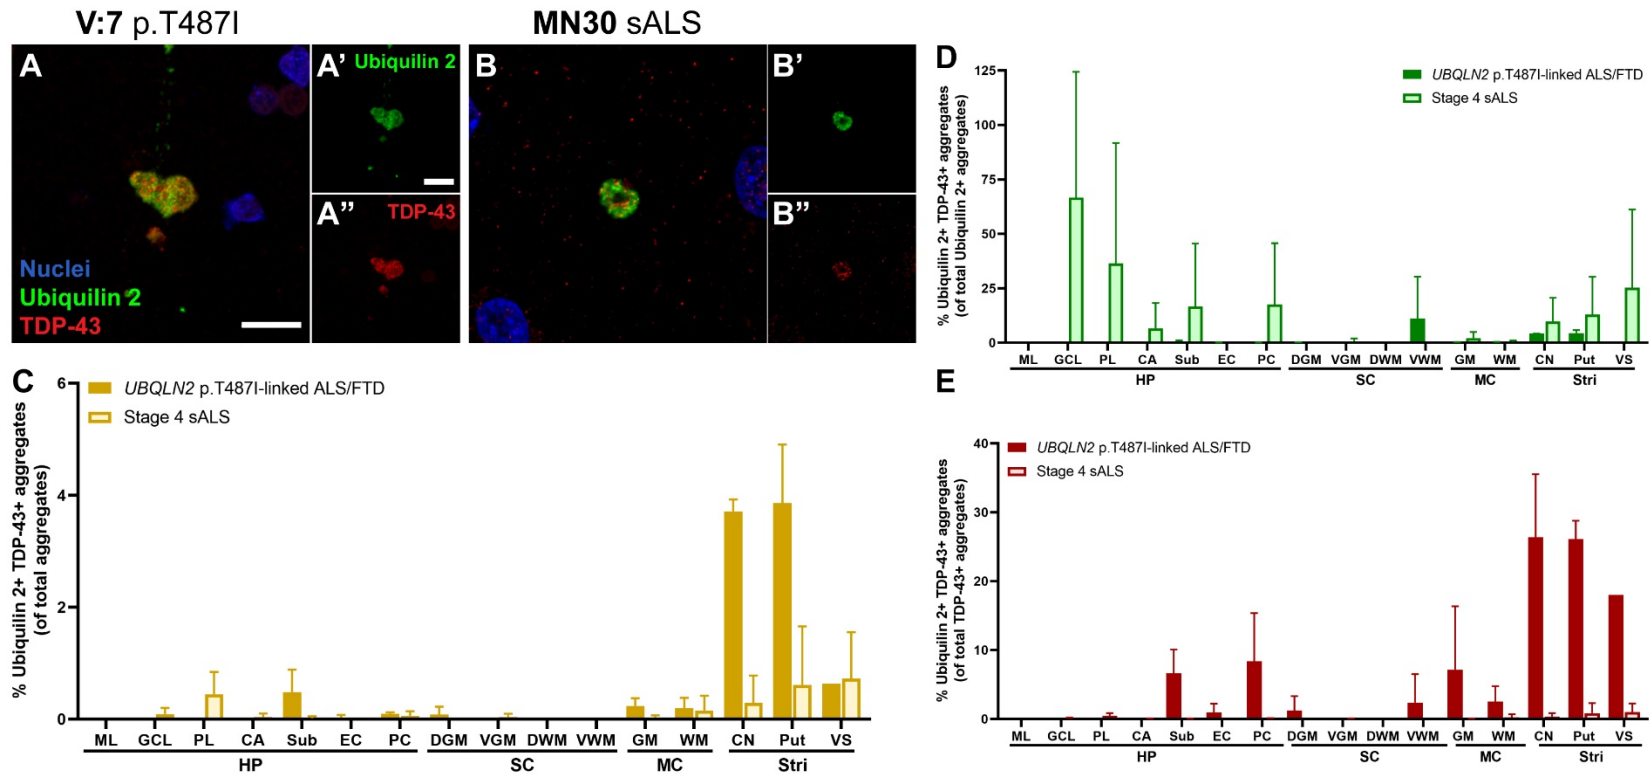 V:7 p.T487I
MN30 sALS
A
A’ Ubiquilin 2
B
B’
A” TDP-43
B”
Nuclei
Ubiquilin 2
TDP-43
C
% Ubiquilin 2+ TDP-43+ aggregates
(of total aggregates)
UBQLN2 p.T487I-linked ALS/FTD
Stage 4 sALS
6
4
2
0
ML GCL PL CA Sub EC PC DGM VGM DWM VWM GM WM CN Put VS
HP SC MC Stri
D
% Ubiquilin 2+ TDP-43+ aggregates
(of total Ubiquilin 2+ aggregates)
UBQLN2 p.T487I-linked ALS/FTD
Stage 4 sALS
125
100
75
50
25
0
ML GCL PL CA Sub EC PC DGM VGM DWM VWM GM WM CN Put VS
HP SC MC Stri
E
% Ubiquilin 2+ TDP-43+ aggregates
(of total TDP-43+ aggregates)
UBQLN2 p.T487I-linked ALS/FTD
Stage 4 sALS
40
30
20
10
0
ML GCL PL CA Sub EC PC DGM VGM DWM VWM GM WM CN Put VS
HP SC MC Stri